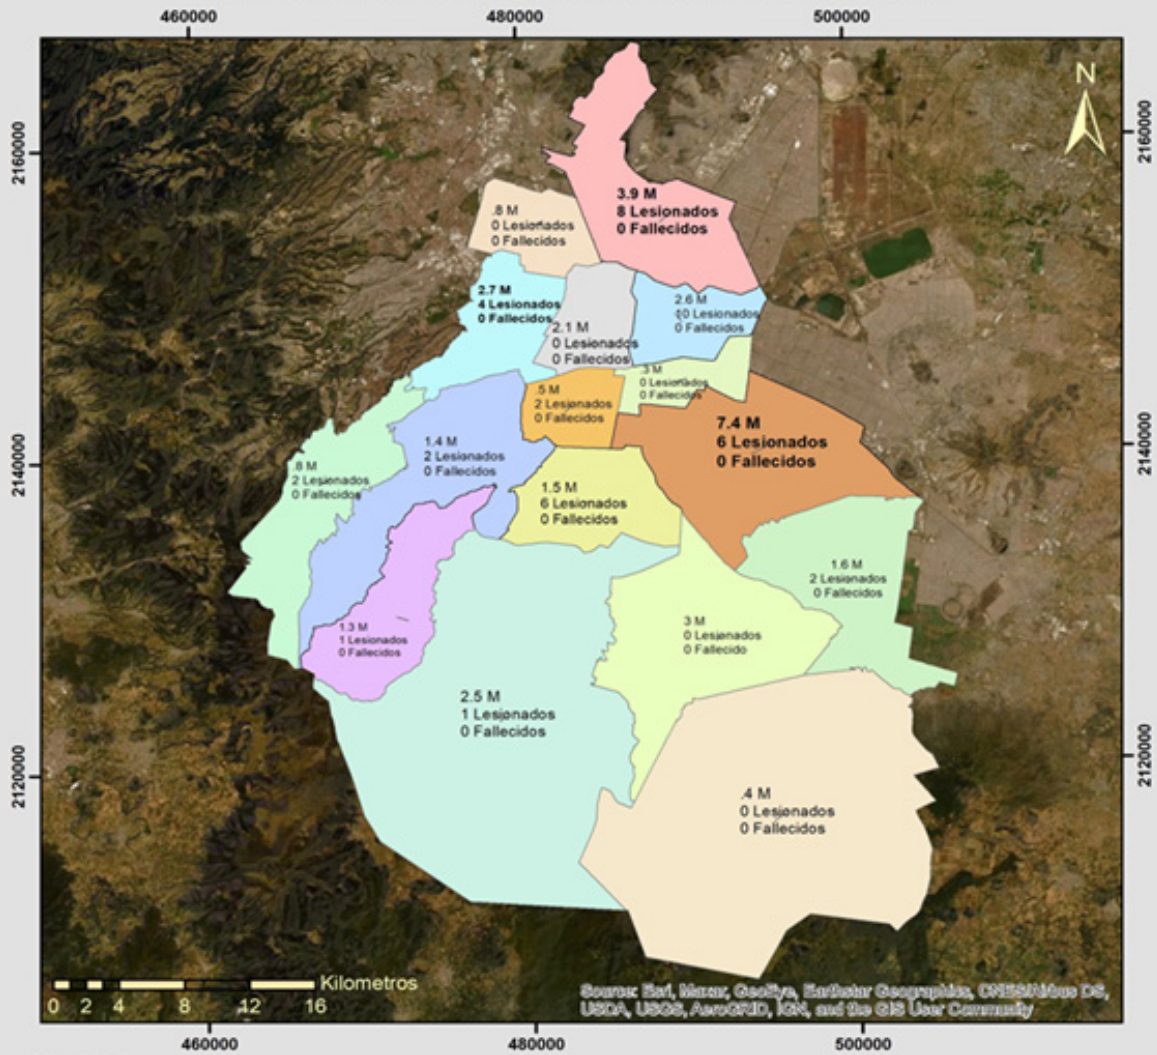 460000
480000
500000
N
2160000
2160000
3.9 M
8 Lesionados
0 Fallecidos
.8 M
0 Lesionados
0 Fallecidos
2.7 M
4 Lesionados
0 Fallecidos
2.1 M
0 Lesionados
0 Fallecidos
2.6 M
Lesionados
0 Fallecidos
.3 M
0 Lesionados
0 Fallecidos
.5 M
2 Lesionados
0 Fallecidos
7.4 M
6 Lesionados
0 Fallecidos
2140000
2140000
1.4 M
2 Lesionados
0 Fallecidos
.8 M
2 Lesionados
0 Fallecidos
1.5 M
6 Lesionados
0 Fallecidos
1.6 M
2 Lesionados
0 Fallecidos
1.3 M
1 Lesionados
0 Fallecidos
3 M
0 Lesionados
0 Fallecido
2.5 M
1 Lesionados
0 Fallecidos
2120000
2120000
.4 M
0 Lesionados
0 Fallecidos
Kilometros
0 2 4 8 12 16
Source: Esri, Maxar, GeoEye, Earthstar Geographics, CNES/Airbus DS,
USDA, USGS, AeroGRID, IGN, and the GIS User Community
460000
480000
500000